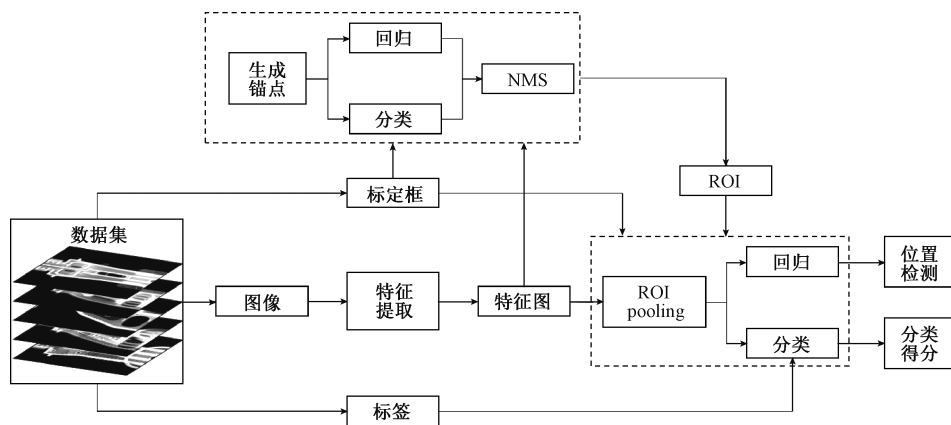 生成
锚点
回归
分类
NMS
标定框
ROI
数据集
图像
特征
提取
特征图
ROI
pooling
回归
分类
位置
检测
分类
得分
标签